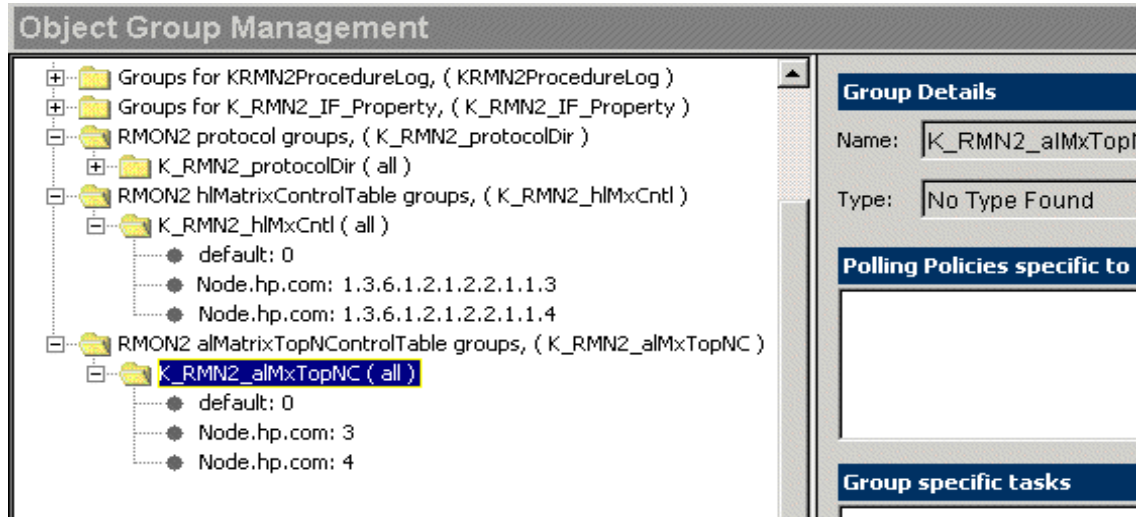 Object Group Management
Groups for KRMN2ProcedureLog, ( KRMN2ProcedureLog )
Groups for K_RMN2_IF_Property, ( K_RMN2_IF_Property )
RMON2 protocol groups, ( K_RMN2_protocolDir )
K_RMN2_protocolDir ( all )
RMON2 hlMatrixControlTable groups, ( K_RMN2_hlMxCntl )
K_RMN2_hlMxCntl ( all )
default: 0
Node.hp.com: 1.3.6.1.2.1.2.2.1.1.3
Node.hp.com: 1.3.6.1.2.1.2.2.1.1.4
RMON2 alMatrixTopNControlTable groups, ( K_RMN2_alMxTopNC )
K_RMN2_alMxTopNC ( all )
default: 0
Node.hp.com: 3
Node.hp.com: 4
Group Details
Name: K_RMN2_alMxTopN
Type: No Type Found
Polling Policies specific to
Group specific tasks